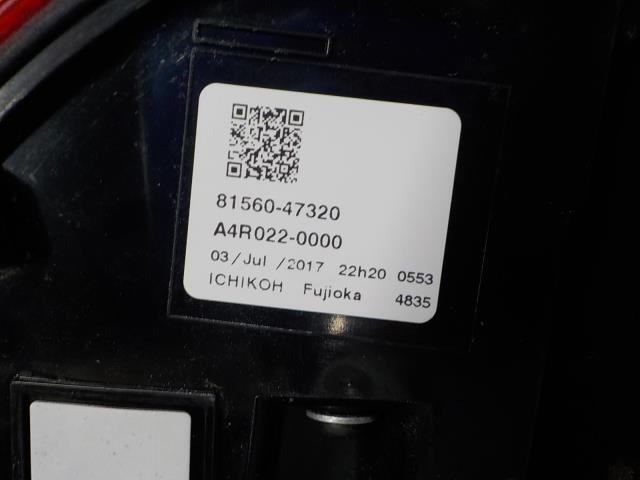 81560-47320
A4R022-0000
03/Jul /2017 22h20 0553
ICHIKOH Fujioka 4835